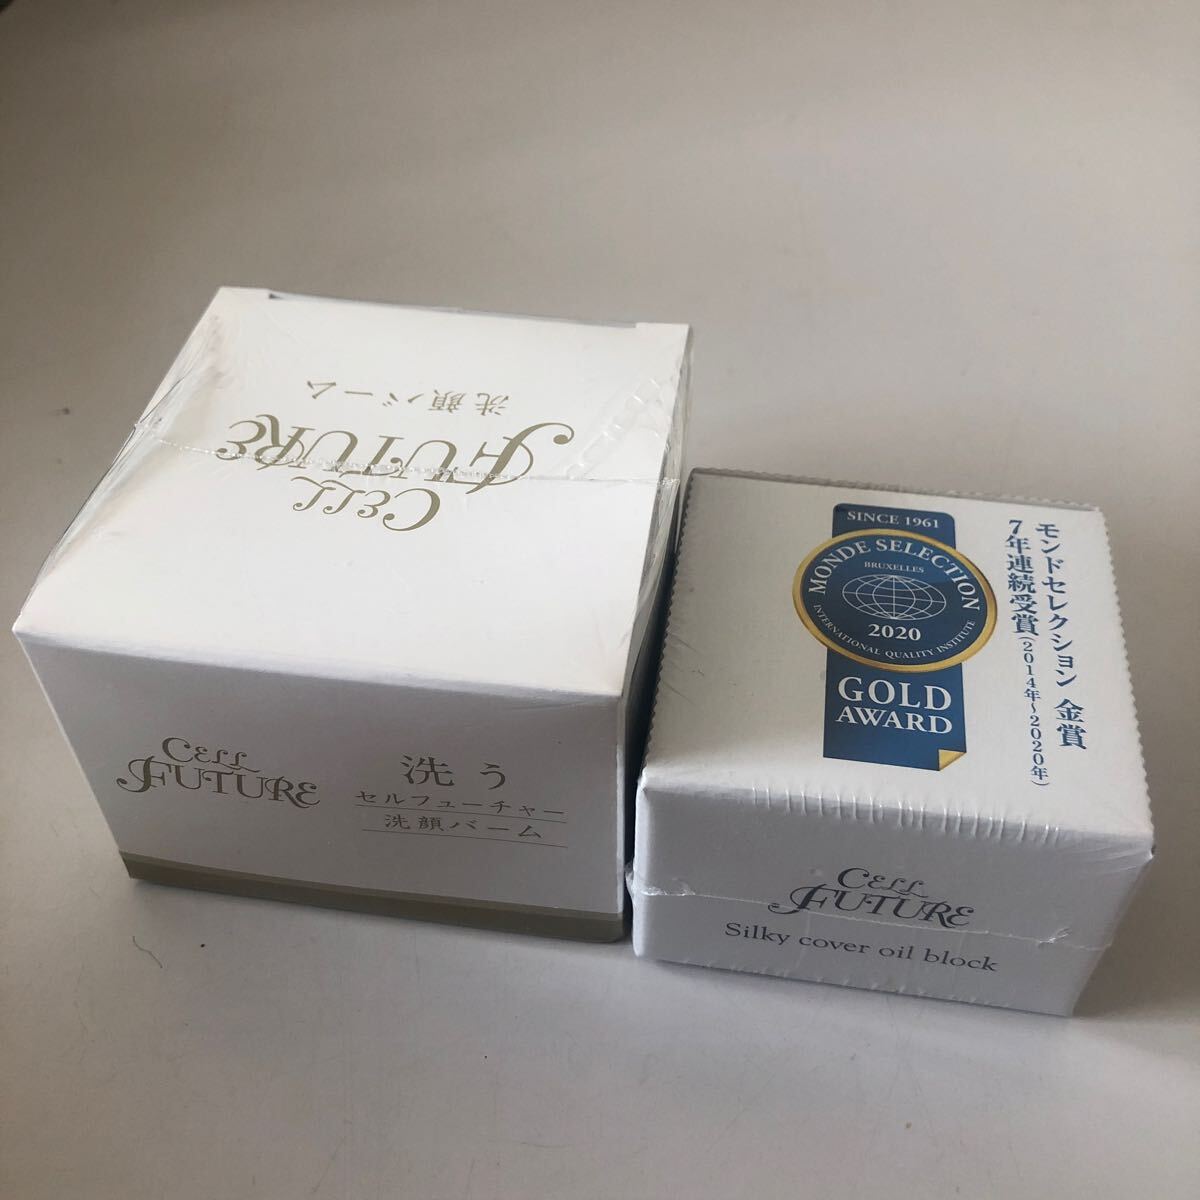 洗顔バーム
CELL
FUTURE
CELL
FUTURE
洗う
セルフューチャー
洗顔バーム
SINCE 1961
MONDE SELECTION
BRUXELLES
2020
INTERNATIONAL QUALITY INSTITUTE
GOLD
AWARD
モンドセレクション 金賞
7年連続受賞(2014年~2020年)
CELL
FUTURE
Silky cover oil block